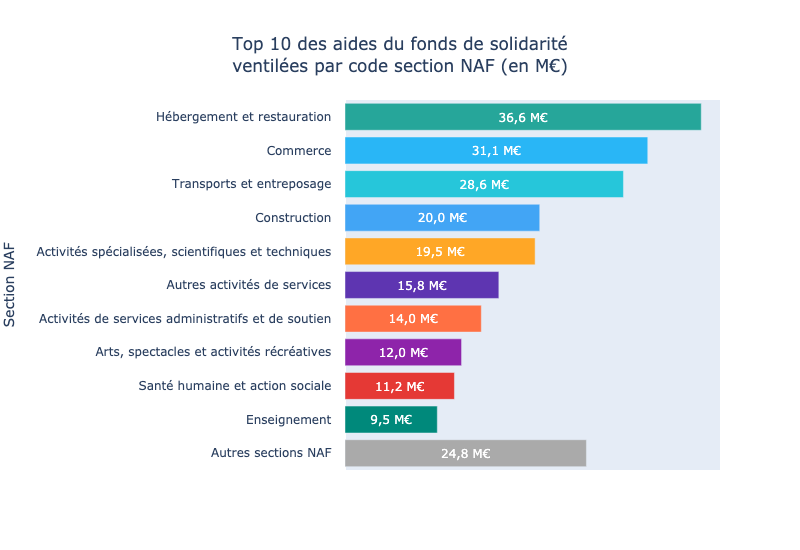 Top 10 des aides du fonds de solidarité
ventilées par code section NAF (en M€)
Section NAF
Hébergement et restauration
36,6 M€
Commerce
31,1 M€
Transports et entreposage
28,6 M€
Construction
20,0 M€
Activités spécialisées, scientifiques et techniques
19,5 M€
Autres activités de services
15,8 M€
Activités de services administratifs et de soutien
14,0 M€
Arts, spectacles et activités récréatives
12,0 M€
Santé humaine et action sociale
11,2 M€
Enseignement
9,5 M€
Autres sections NAF
24,8 M€